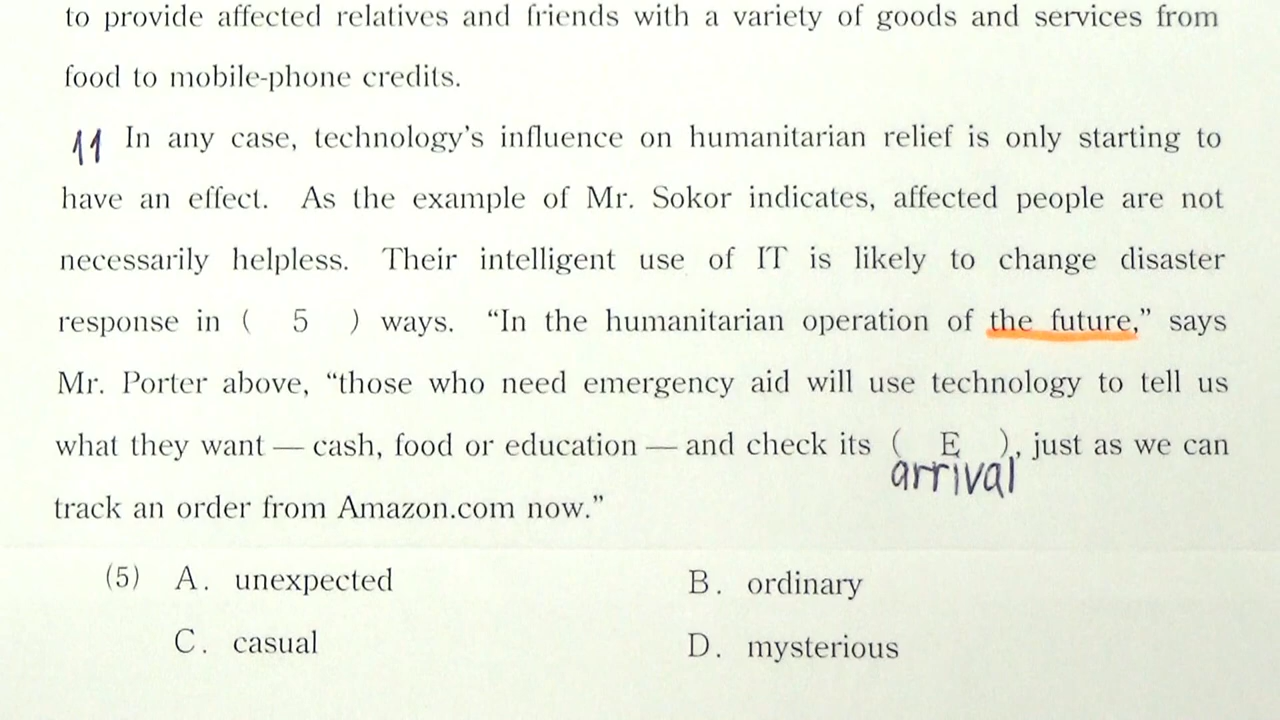 to provide affected relatives and friends with a variety of goods and services from
food to mobile-phone credits.
11 In any case, technology's influence on humanitarian relief is only starting to
have an effect. As the example of Mr. Sokor indicates, affected people are not
necessarily helpless. Their intelligent use of IT is likely to change disaster
response in ( 5 ) ways. “In the humanitarian operation of the future,” says
Mr. Porter above, “those who need emergency aid will use technology to tell us
what they want — cash, food or education — and check its ( E ), just as we can
arrival
track an order from Amazon.com now.”
(5) A. unexpected B. ordinary
C. casual D. mysterious